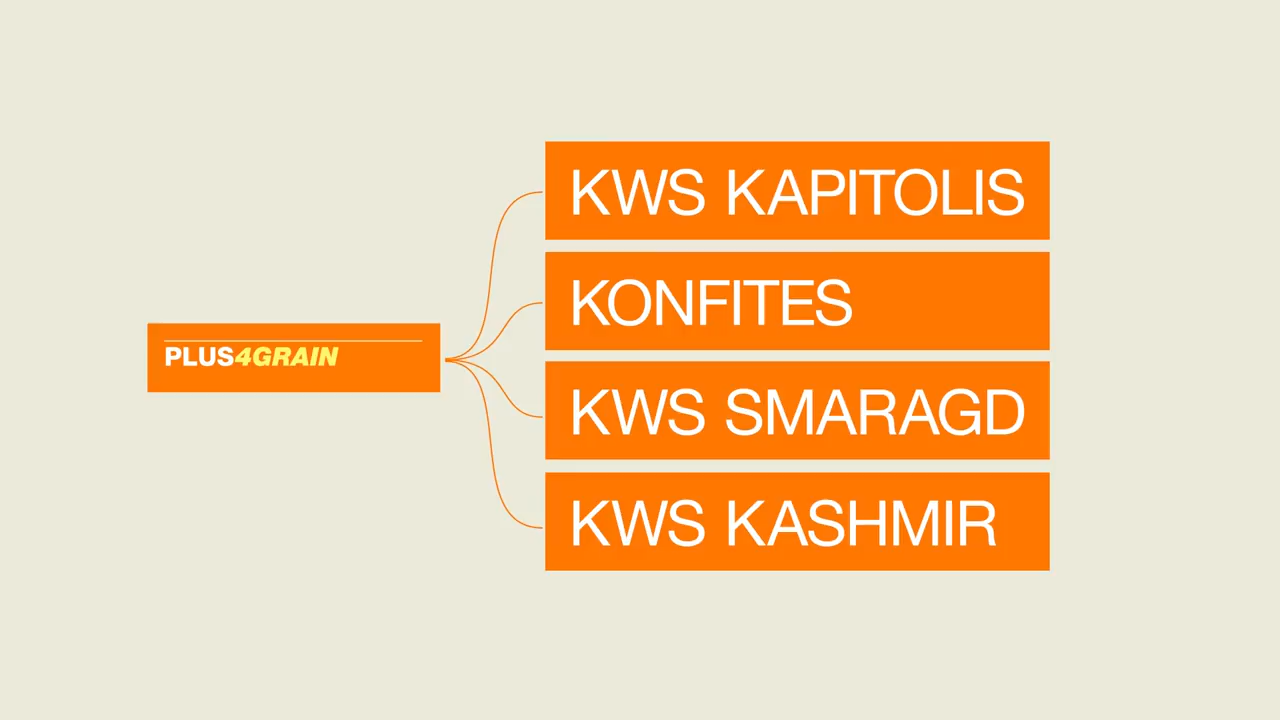 PLUS4GRAIN
KWS KAPITOLIS
KONFITES
KWS SMARAGD
KWS KASHMIR